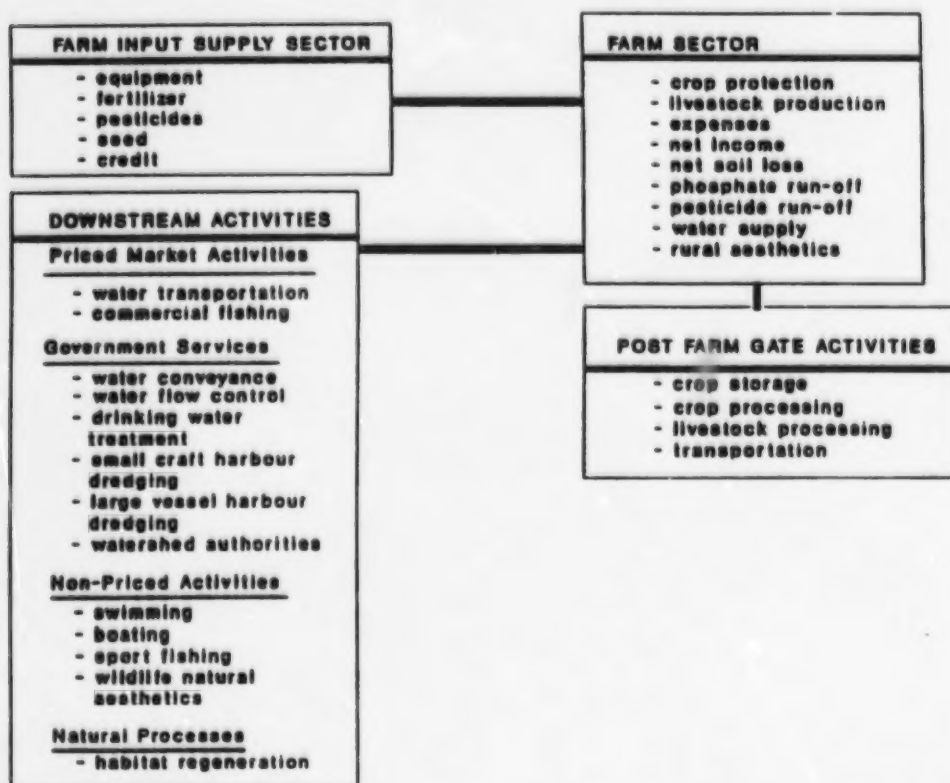 FARM INPUT SUPPLY SECTOR
- equipment
- fertilizer
- pesticides
- seed
- credit
FARM SECTOR
- crop protection
- livestock production
- expenses
- net income
- net soil loss
- phosphate run-off
- pesticide run-off
- water supply
- rural aesthetics
DOWNSTREAM ACTIVITIES
Priced Market Activities
- water transportation
- commercial fishing
Government Services
- water conveyance
- water flow control
- drinking water
treatment
- small craft harbour
dredging
- large vessel harbour
dredging
- watershed authorities
Non-Priced Activities
- swimming
- boating
- sport fishing
- wildlife natural
aesthetics
Natural Processes
- habitat regeneration
POST FARM GATE ACTIVITIES
- crop storage
- crop processing
- livestock processing
- transportation